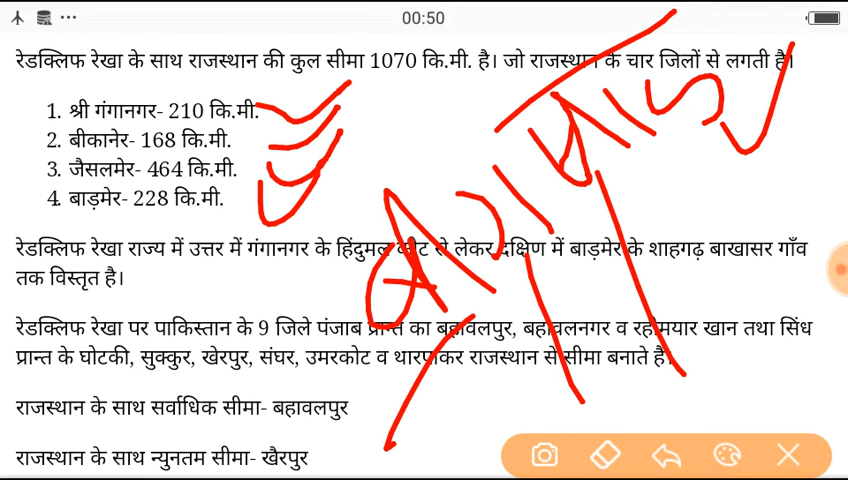 00:50
रेडक्लिफ रेखा के साथ राजस्थान की कुल सीमा 1070 कि.मी. है। जो राजस्थान के चार जिलों से लगती है।
1. श्री गंगानगर- 210 कि.मी.
2. बीकानेर- 168 कि.मी.
3. जैसलमेर- 464 कि.मी.
4. बाड़मेर- 228 कि.मी.
रेडक्लिफ रेखा राज्य में उत्तर में गंगानगर के हिंदुमल कोट से लेकर दक्षिण में बाड़मेर के शाहगढ़ बाखासर गाँव
तक विस्तृत है।
रेडक्लिफ रेखा पर पाकिस्तान के 9 जिले पंजाब प्रान्त का बहावलपुर, बहावलनगर व रहीमयार खान तथा सिंध
प्रान्त के घोटकी, सुक्कुर, खेरपुर, संघर, उमरकोट व थारपाकर राजस्थान से सीमा बनाते है।
राजस्थान के साथ सर्वाधिक सीमा- बहावलपुर
राजस्थान के साथ न्युनतम सीमा- खैरपुर